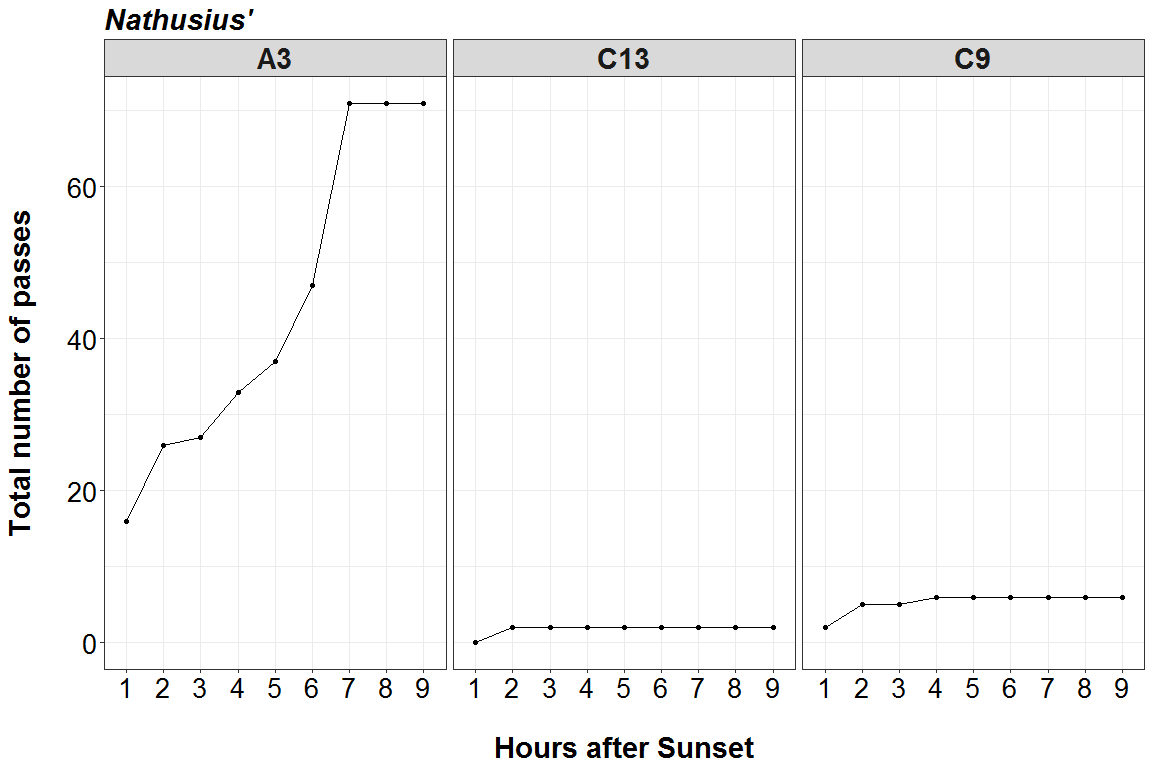 Nathusius'
A3 C13 C9
Total number of passes
60
40
20
0
1 2 3 4 5 6 7 8 9 1 2 3 4 5 6 7 8 9 1 2 3 4 5 6 7 8 9
Hours after Sunset